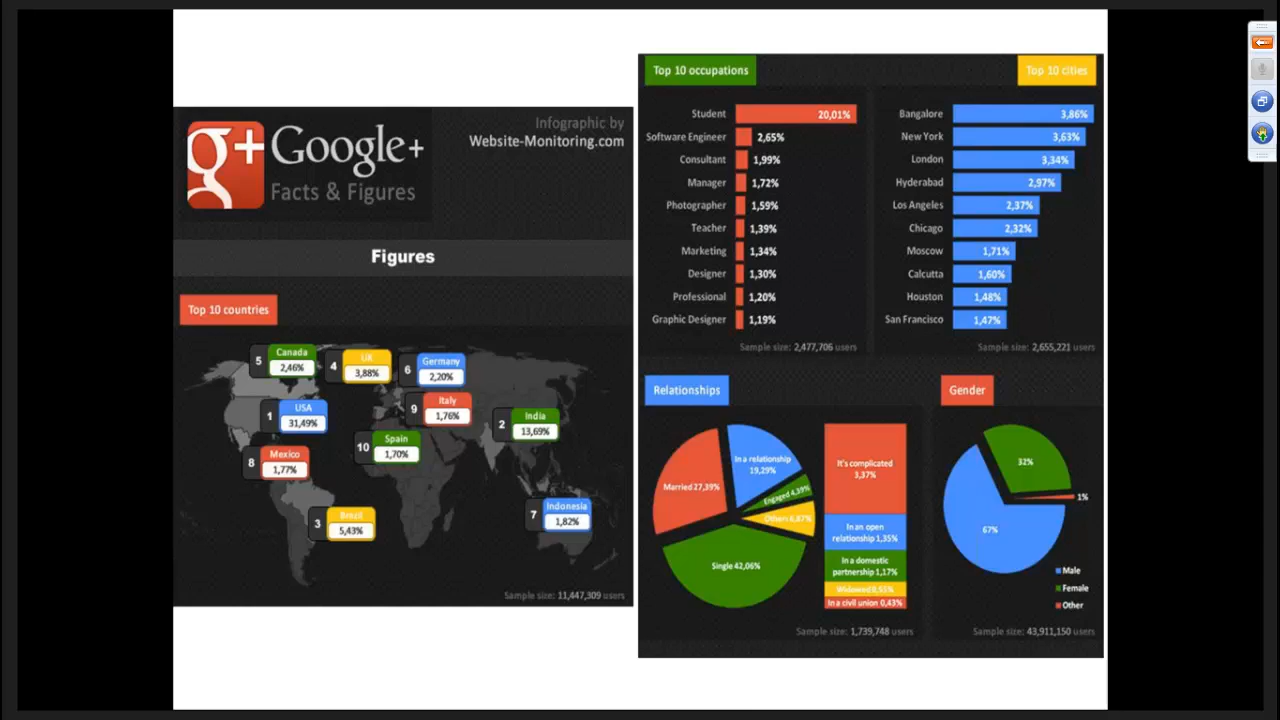 g+ Google+
Facts & Figures
Infographic by
Website-Monitoring.com
Figures
Top 10 countries
5 Canada 2,46%
4 UK 3,88%
6 Germany 2,20%
1 USA 31,49%
9 Italy 1,76%
2 India 13,69%
10 Spain 1,70%
8 Mexico 1,77%
3 Brazil 5,43%
7 Indonesia 1,82%
Sample size: 11,447,309 users
Top 10 occupations
Student 20,01%
Software Engineer 2,65%
Consultant 1,99%
Manager 1,72%
Photographer 1,59%
Teacher 1,39%
Marketing 1,34%
Designer 1,30%
Professional 1,20%
Graphic Designer 1,19%
Sample size: 2,477,706 users
Top 10 cities
Bangalore 3,86%
New York 3,63%
London 3,34%
Hyderabad 2,97%
Los Angeles 2,37%
Chicago 2,32%
Moscow 1,71%
Calcutta 1,60%
Houston 1,48%
San Francisco 1,47%
Sample size: 2,655,221 users
Relationships
In a relationship
19,29%
Married 27,39%
Engaged 4,39%
Others 6,87%
Single 42,06%
It's complicated
3,37%
In an open
relationship 1,35%
In a domestic
partnership 1,17%
Widowed 0,55%
In a civil union 0,43%
Sample size: 1,739,748 users
Gender
32%
1%
67%
Male
Female
Other
Sample size: 43,911,150 users